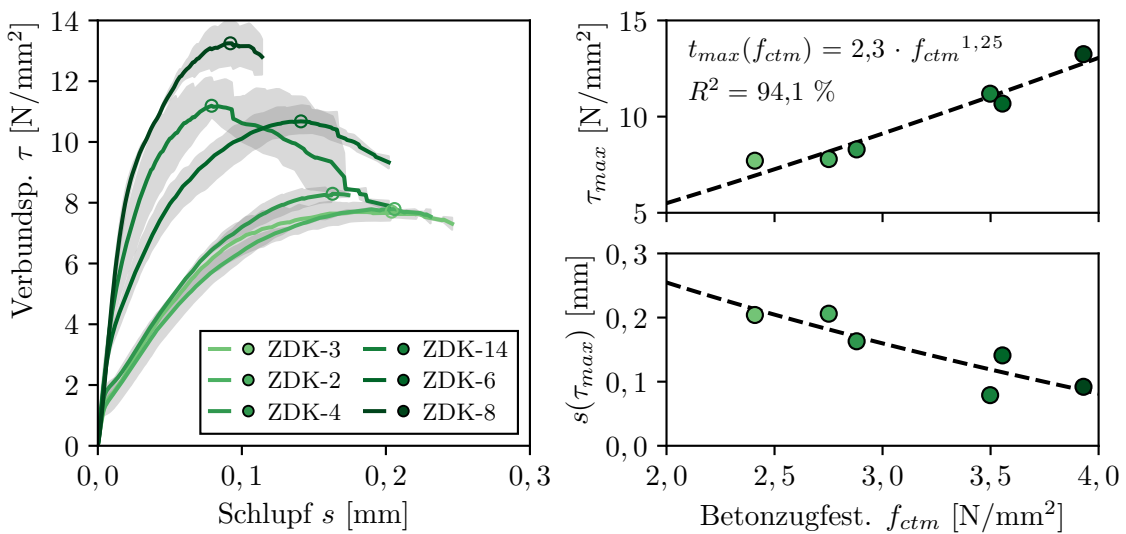 Verbundsp. τ [N/mm²]
14
12
10
8
6
4
2
0
0,0
0,1
0,2
0,3
Schlupf s [mm]
ZDK-3
ZDK-2
ZDK-4
ZDK-14
ZDK-6
ZDK-8
τmax [N/mm²]
15
10
5
tmax(fctm) = 2,3 · fctm^1,25
R² = 94,1 %
s(τmax) [mm]
0,3
0,2
0,1
0,0
2,0
2,5
3,0
3,5
4,0
Betonzugfest. fctm [N/mm²]